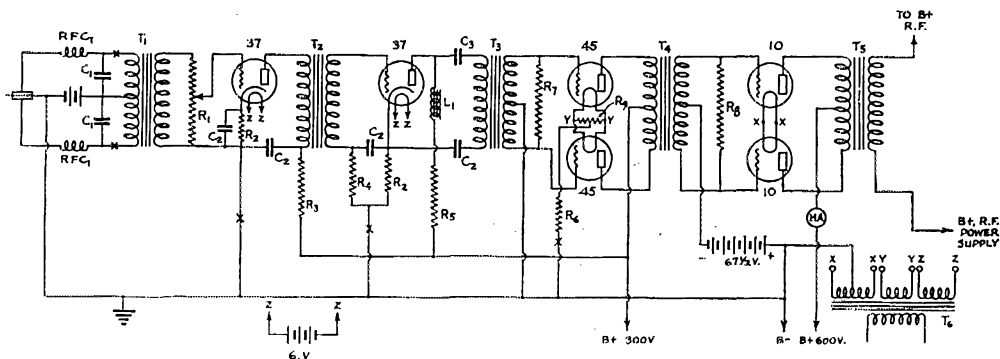 TO B+
R.F.
RFC1
C1
C1
RFC1
T1
R1
37
C2
R2
C2
T2
R3
37
Z Z
Z Z
R4
C2
R2
L1
R5
C3
C2
T3
R7
45
Y R9 Y
45
R6
T4
R8
10
X X
10
T5
MA
B+, R.F.
POWER
SUPPLY
- 67½V. +
X X Y Y Z Z
T6
Z Z
6.V
B+ 300V
B-
B+600V.
X
X
X
X
X